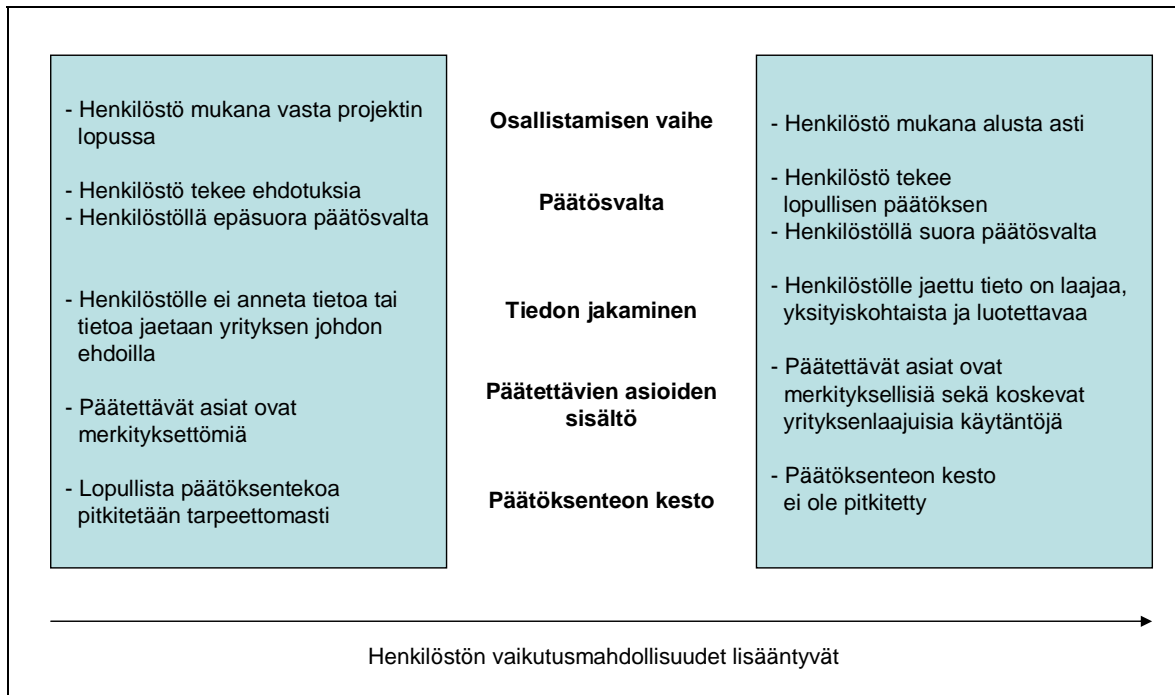 - Henkilöstö mukana vasta projektin
lopussa
- Henkilöstö tekee ehdotuksia
- Henkilöstöllä epäsuora päätösvalta
- Henkilöstölle ei anneta tietoa tai
tietoa jaetaan yrityksen johdon
ehdoilla
- Päätettävät asiat ovat
merkityksettömiä
- Lopullista päätöksentekoa
pitkitetään tarpeettomasti
Osallistamisen vaihe
Päätösvalta
Tiedon jakaminen
Päätettävien asioiden
sisältö
Päätöksenteon kesto
- Henkilöstö mukana alusta asti
- Henkilöstö tekee
lopullisen päätöksen
- Henkilöstöllä suora päätösvalta
- Henkilöstölle jaettu tieto on laajaa,
yksityiskohtaista ja luotettavaa
- Päätettävät asiat ovat
merkityksellisiä sekä koskevat
yrityksenlaajuisia käytäntöjä
- Päätöksenteon kesto
ei ole pitkitetty
Henkilöstön vaikutusmahdollisuudet lisääntyvät